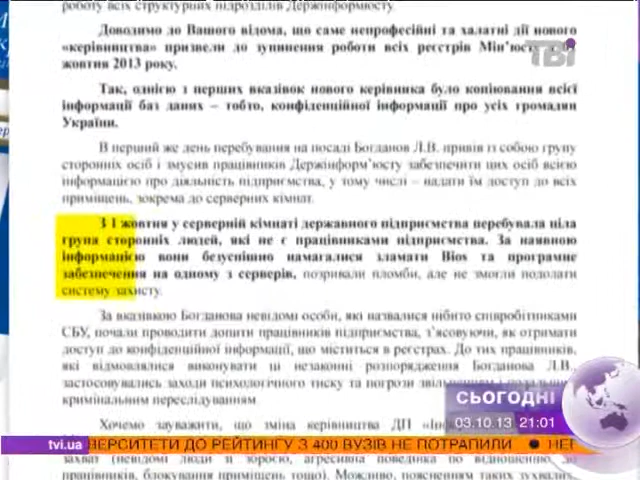 роботу всіх структурних підрозділів Держінформюсту.
Доводимо до Вашого відома, що саме непрофесійні та халатні дії нового
«керівництва» призвели до зупинення роботи всіх реєстрів Мін’юсту
жовтня 2013 року.
ТВі
Так, однією з перших вказівок нового керівника було копіювання всієї
інформації баз даних – тобто, конфіденційної інформації про усіх громадян
України.
В перший же день перебування на посаді Богданов Л.В. привів із собою групу
сторонніх осіб і змусив працівників Держінформ’юсту забезпечити цих осіб всією
інформацією про діяльність підприємства, у тому числі – надати їм доступ до всіх
приміщень, зокрема до серверних кімнат.
З 1 жовтня у серверній кімнаті державного підприємства перебувала ціла
група сторонніх людей, які не є працівниками підприємства. За наявною
інформацією вони безуспішно намагалися зламати Bios та програмне
забезпечення на одному з серверів, позривали пломби, але не змогли подолати
систему захисту.
За вказівкою Богданова невідомі особи, які назвалися нібито співробітниками
СБУ, почали проводити допити працівників підприємства, з’ясовуючи, як отримати
доступ до конфіденційної інформації, що міститься в реєстрах. До тих працівників,
які відмовлялися виконувати ці незаконні розпорядження Богданова Л.В.
застосовувались заходи психологічного тиску та погрози
кримінальним переслідуванням.
СЬОГОДНІ
03.10.13 21:01
Хочемо зауважити, що зміна керівництва ДП
tvi.ua ВЕРСИТЕТИ ДО РЕЙТИНГУ З 400 ВУЗІВ НЕ ПОТРАПИЛИ ● НЕГ
захват (невідомі люди зі зброєю, агресивна поведінка по відношенню до
працівників, блокування приміщень тощо). Можливо, поясненням таких зухвалих,